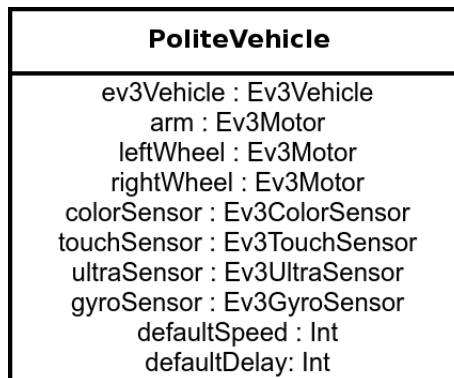 PoliteVehicle
ev3Vehicle : Ev3Vehicle
arm : Ev3Motor
leftWheel : Ev3Motor
rightWheel : Ev3Motor
colorSensor : Ev3ColorSensor
touchSensor : Ev3TouchSensor
ultraSensor : Ev3UltraSensor
gyroSensor : Ev3GyroSensor
defaultSpeed : Int
defaultDelay: Int